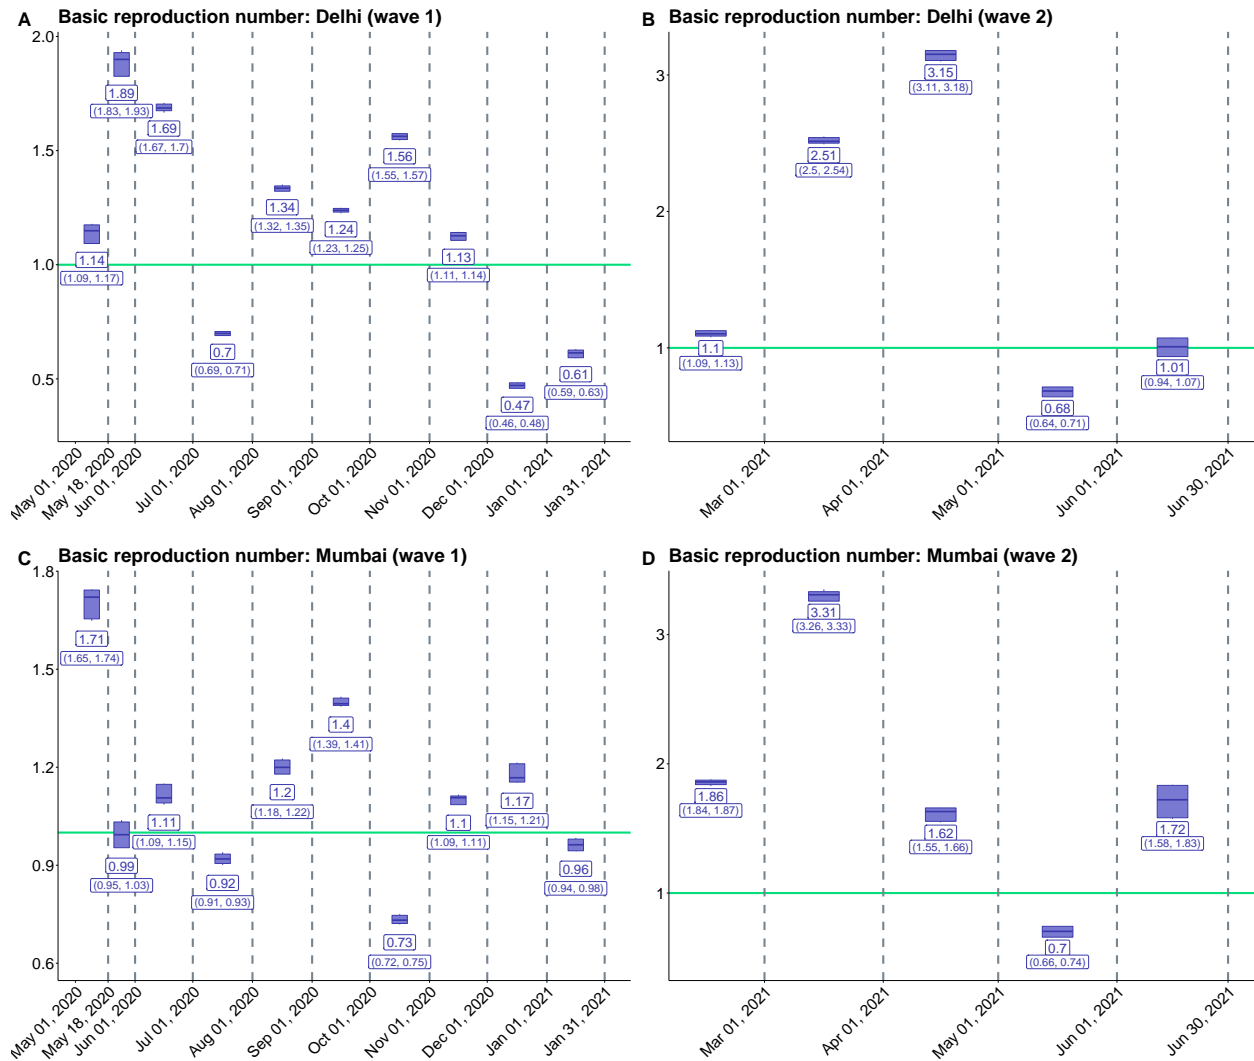 A Basic reproduction number: Delhi (wave 1)
2.0
1.5
1.0
0.5
1.14
(1.09, 1.17)
1.89
(1.83, 1.93)
1.69
(1.67, 1.7)
0.7
(0.69, 0.71)
1.34
(1.32, 1.35)
1.24
(1.23, 1.25)
1.56
(1.55, 1.57)
1.13
(1.11, 1.14)
0.47
(0.46, 0.48)
0.61
(0.59, 0.63)
May 01, 2020
May 18, 2020
Jun 01, 2020
Jul 01, 2020
Aug 01, 2020
Sep 01, 2020
Oct 01, 2020
Nov 01, 2020
Dec 01, 2020
Jan 01, 2021
Jan 31, 2021
B Basic reproduction number: Delhi (wave 2)
3
2
1
1.1
(1.09, 1.13)
2.51
(2.5, 2.54)
3.15
(3.11, 3.18)
0.68
(0.64, 0.71)
1.01
(0.94, 1.07)
Mar 01, 2021
Apr 01, 2021
May 01, 2021
Jun 01, 2021
Jun 30, 2021
C Basic reproduction number: Mumbai (wave 1)
1.8
1.5
1.2
0.9
0.6
1.71
(1.65, 1.74)
0.99
(0.95, 1.03)
1.11
(1.09, 1.15)
0.92
(0.91, 0.93)
1.2
(1.18, 1.22)
1.4
(1.39, 1.41)
0.73
(0.72, 0.75)
1.1
(1.09, 1.11)
1.17
(1.15, 1.21)
0.96
(0.94, 0.98)
May 01, 2020
May 18, 2020
Jun 01, 2020
Jul 01, 2020
Aug 01, 2020
Sep 01, 2020
Oct 01, 2020
Nov 01, 2020
Dec 01, 2020
Jan 01, 2021
Jan 31, 2021
D Basic reproduction number: Mumbai (wave 2)
3
2
1
1.86
(1.84, 1.87)
3.31
(3.26, 3.33)
1.62
(1.55, 1.66)
0.7
(0.66, 0.74)
1.72
(1.58, 1.83)
Mar 01, 2021
Apr 01, 2021
May 01, 2021
Jun 01, 2021
Jun 30, 2021